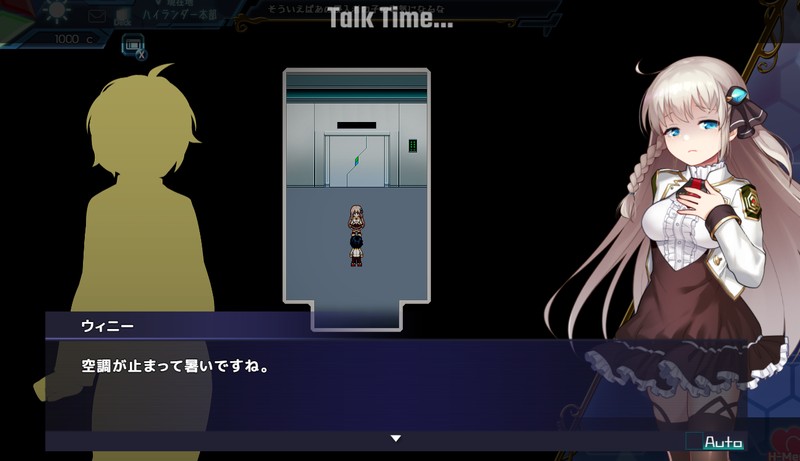 Talk Time...
ハイランダー本部
1000 c
X
ウィニー
空調が止まって暑いですね。
Auto